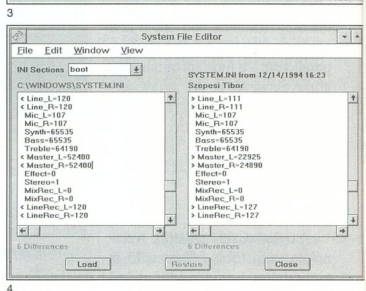 3
System File Editor
File Edit Window View
INI Sections boot
C:\WINDOWS\SYSTEM.INI
< Line_L=120
< Line_R=120
Mic_L=107
Mic_R=107
Synth=65535
Bass=65535
Treble=64190
< Master_L=52400
< Master_R=52400
Effect=0
Stereo=1
MixRec_L=0
MixRec_R=0
< LineRec_L=120
< LineRec_R=120
6 Differences
SYSTEM.INI from 12/14/1994 16:23
Szepesi Tibor
> Line_L=111
> Line_R=111
Mic_L=107
Mic_R=107
Synth=65535
Bass=65535
Treble=64190
> Master_L=22925
> Master_R=24890
Effect=0
Stereo=1
MixRec_L=0
MixRec_R=0
> LineRec_L=127
> LineRec_R=127
6 Differences
Load Restore Close
4